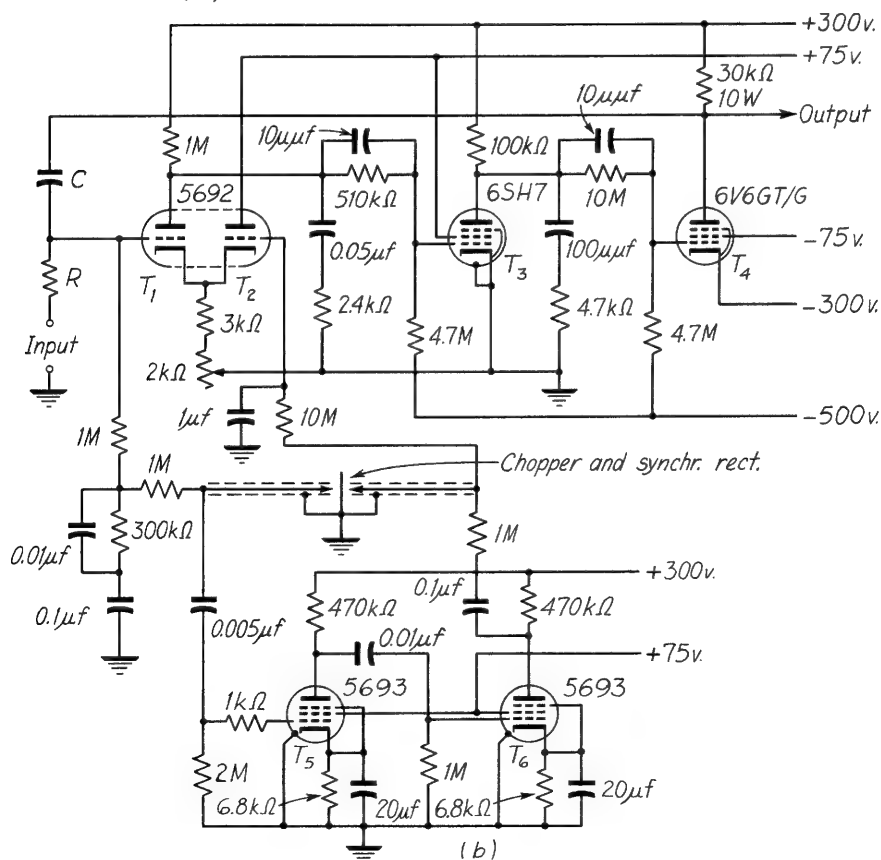 +300v.
+75v.
30kΩ
10W
Output
10μμf
10μμf
1M
100kΩ
C
5692
510kΩ
6SH7
10M
6V6GT/G
0.05μf
100μμf
-75v.
R
T1
T2
T3
T4
-300v.
3kΩ
2.4kΩ
4.7M
4.7kΩ
4.7M
Input
2kΩ
1μf
10M
-500v.
1M
Chopper and synchr. rect.
1M
300kΩ
0.01μf
1M
+300v.
0.1μf
0.005μf
470kΩ
0.1μf
470kΩ
0.01μf
+75v.
5693
5693
1kΩ
T5
T6
2M
1M
6.8kΩ
20μf
6.8kΩ
20μf
(b)